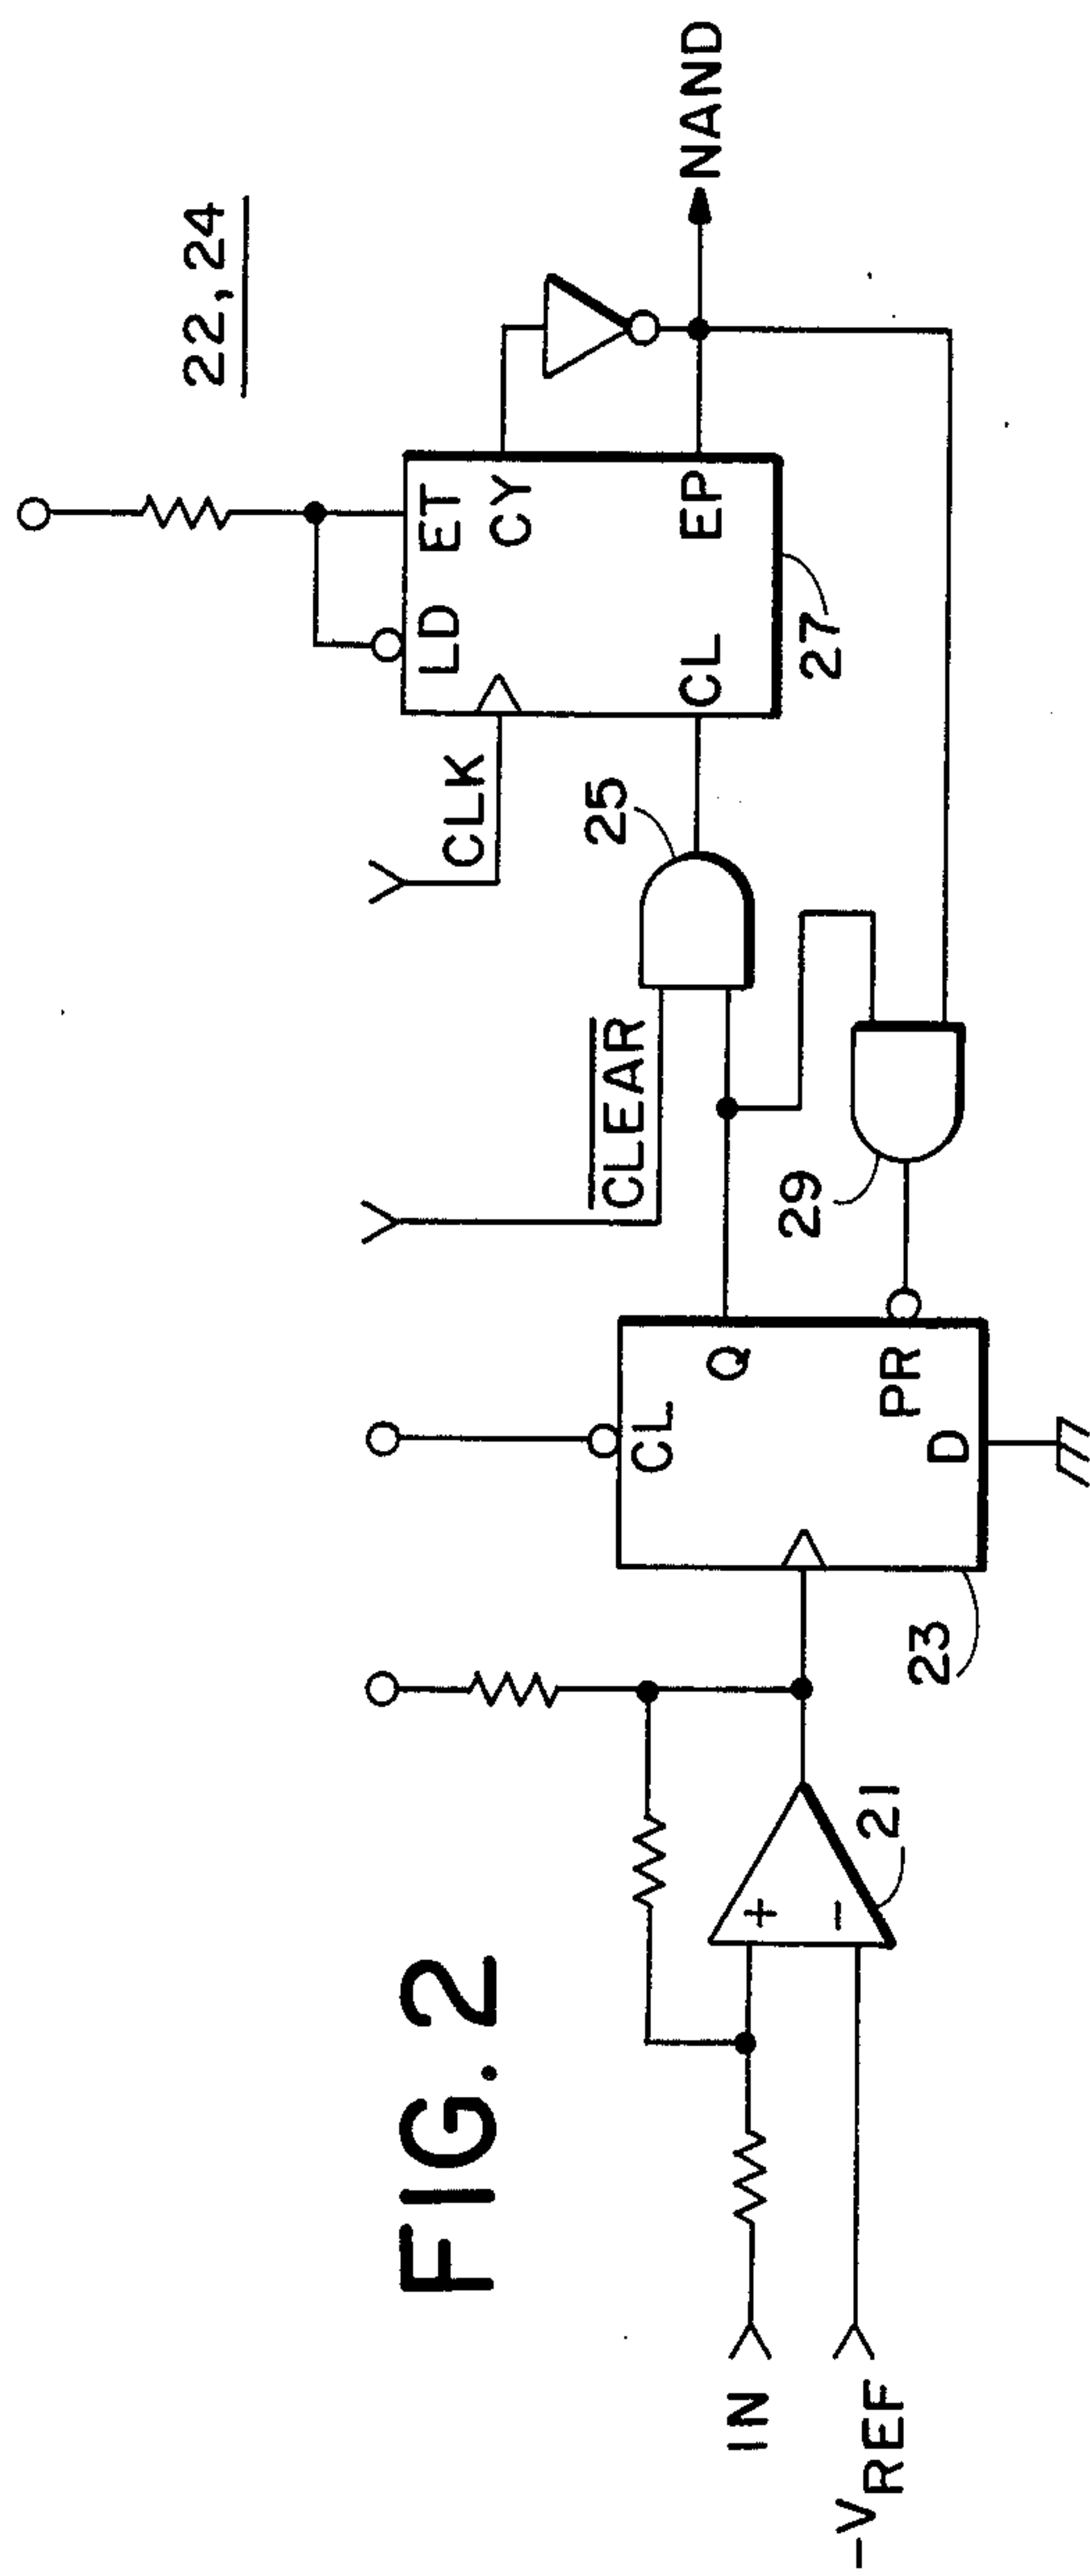 FIG. 2
22, 24
IN
-VREF
+
-
21
CL
Q
PR
D
23
CLEAR
25
29
CLK
LD
ET
CY
CL
EP
27
NAND